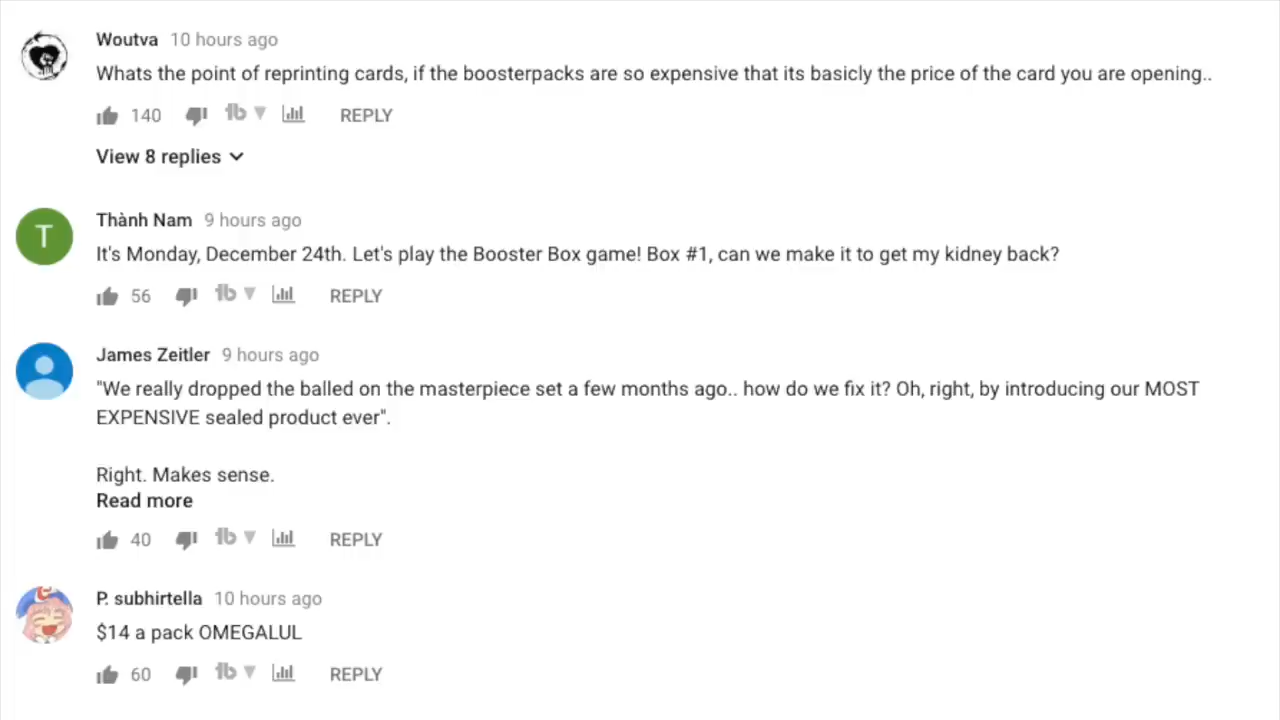 Woutva 10 hours ago
Whats the point of reprinting cards, if the boosterpacks are so expensive that its basicly the price of the card you are opening..
140 REPLY
View 8 replies
T
Thành Nam 9 hours ago
It's Monday, December 24th. Let's play the Booster Box game! Box #1, can we make it to get my kidney back?
56 REPLY
James Zeitler 9 hours ago
"We really dropped the balled on the masterpiece set a few months ago.. how do we fix it? Oh, right, by introducing our MOST
EXPENSIVE sealed product ever".
Right. Makes sense.
Read more
40 REPLY
P. subhirtella 10 hours ago
$14 a pack OMEGALUL
60 REPLY